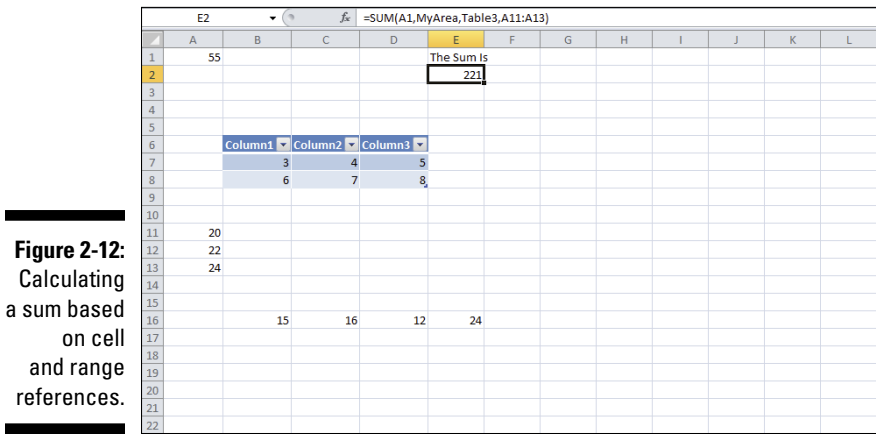 E2 fx =SUM(A1,MyArea,Table3,A11:A13)
A B C D E F G H I J K L
1 55 The Sum Is
2 221
3
4
5
6 Column1 Column2 Column3
7 3 4 5
8 6 7 8
9
10
11 20
12 22
13 24
14
15
16 15 16 12 24
17
18
19
20
21
22
Figure 2-12:
Calculating
a sum based
on cell
and range
references.